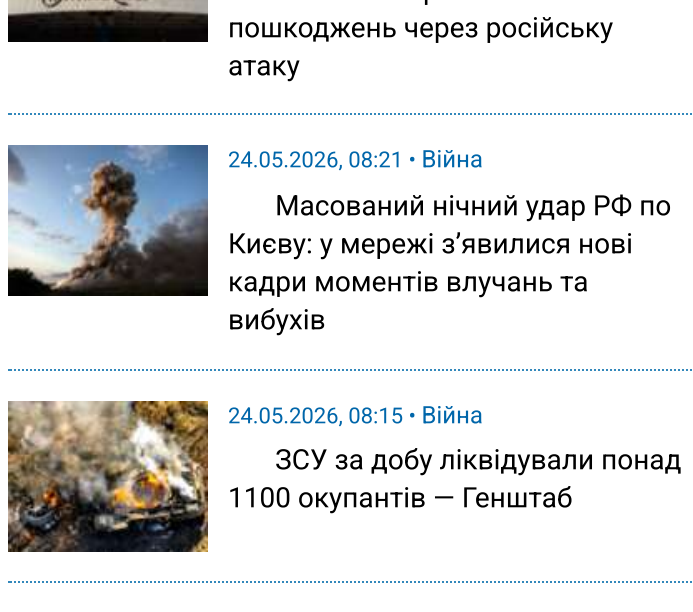 пошкоджень через російську
атаку
24.05.2026, 08:21 • Війна
Масований нічний удар РФ по
Києву: у мережі з’явилися нові
кадри моментів влучань та
вибухів
24.05.2026, 08:15 • Війна
ЗСУ за добу ліквідували понад
1100 окупантів — Генштаб